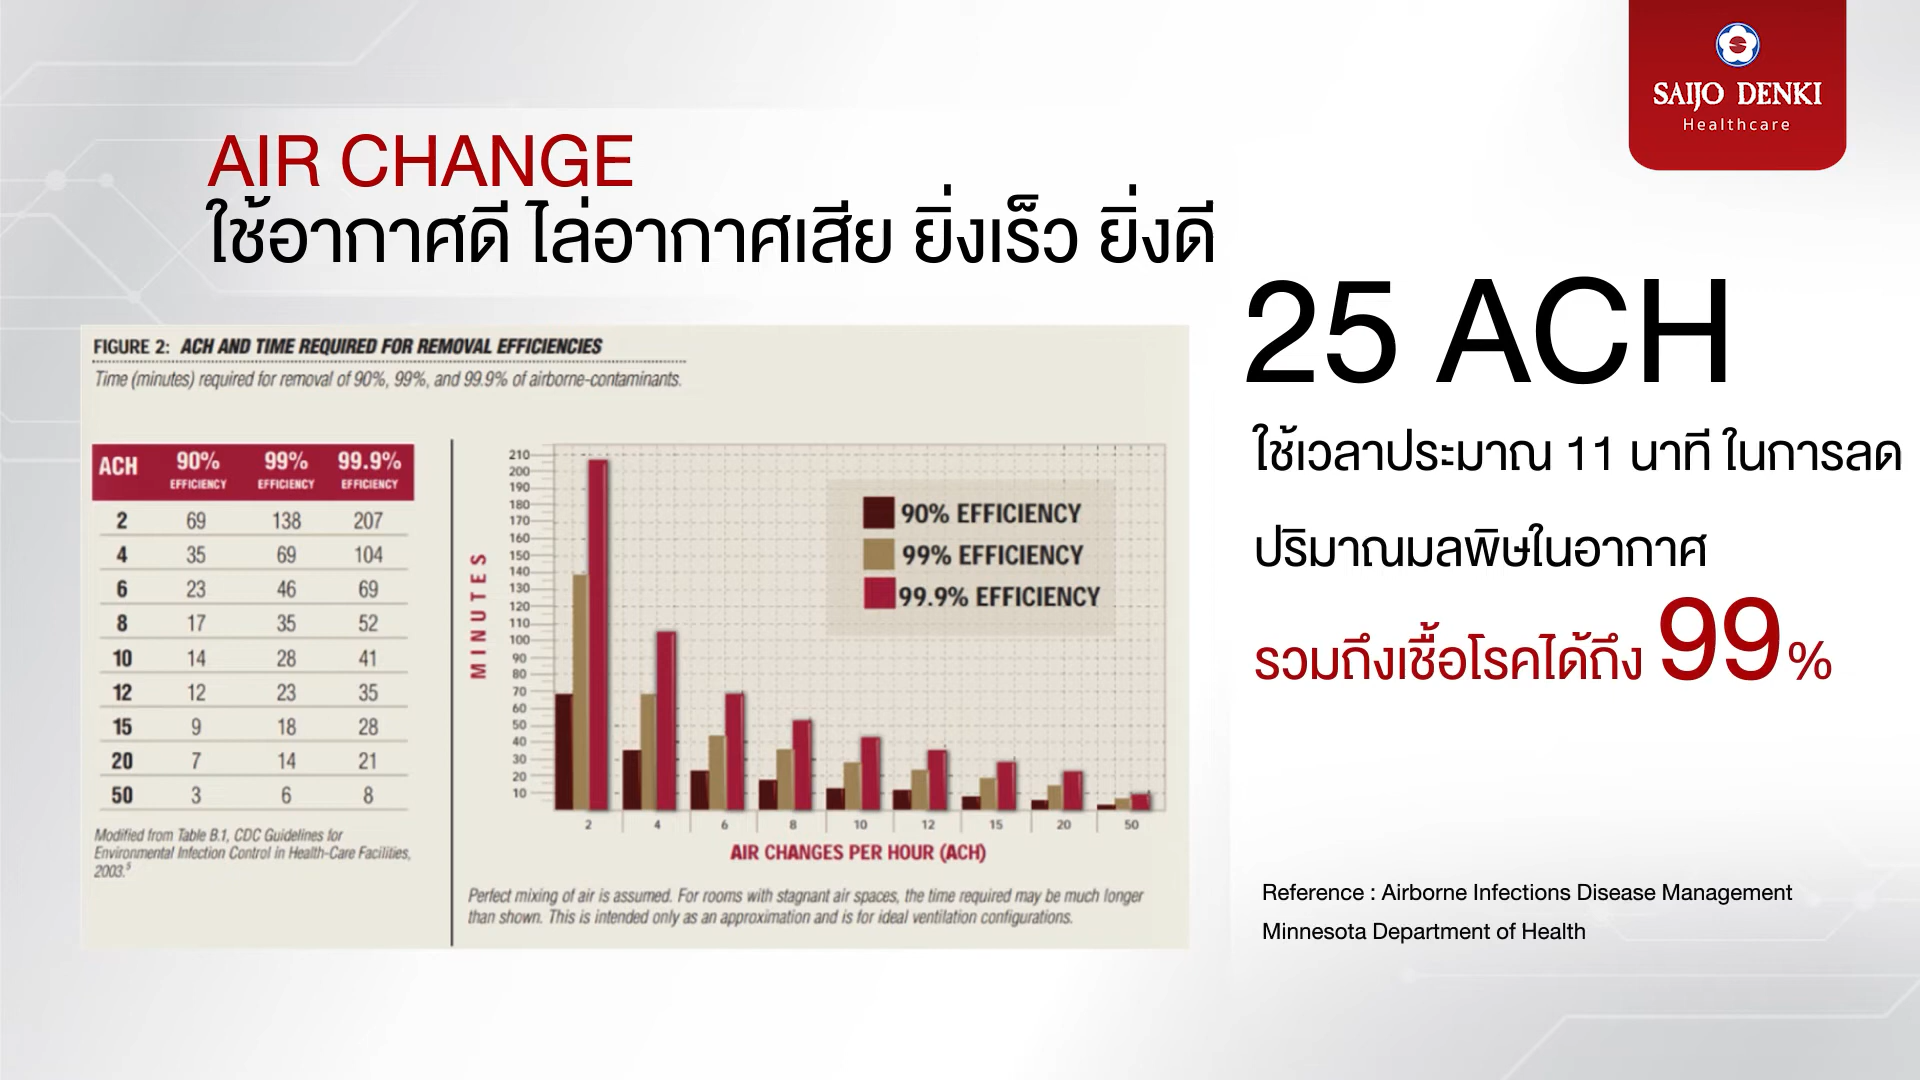 SAIJO DENKI
Healthcare
AIR CHANGE
ใช้อากาศดี ไล่อากาศเสีย ยิ่งเร็ว ยิ่งดี
FIGURE 2: ACH AND TIME REQUIRED FOR REMOVAL EFFICIENCIES
Time (minutes) required for removal of 90%, 99%, and 99.9% of airborne-contaminants.
ACH 90% EFFICIENCY 99% EFFICIENCY 99.9% EFFICIENCY
2 69 138 207
4 35 69 104
6 23 46 69
8 17 35 52
10 14 28 41
12 12 23 35
15 9 18 28
20 7 14 21
50 3 6 8
Modified from Table B.1, CDC Guidelines for
Environmental Infection Control in Health-Care Facilities,
2003.5
MINUTES
210
200
190
180
170
160
150
140
130
120
110
100
90
80
70
60
50
40
30
20
10
90% EFFICIENCY
99% EFFICIENCY
99.9% EFFICIENCY
2 4 6 8 10 12 15 20 50
AIR CHANGES PER HOUR (ACH)
Perfect mixing of air is assumed. For rooms with stagnant air spaces, the time required may be much longer
than shown. This is intended only as an approximation and is for ideal ventilation configurations.
25 ACH
ใช้เวลาประมาณ 11 นาที ในการลด
ปริมาณมลพิษในอากาศ
รวมถึงเชื้อโรคได้ถึง 99%
Reference : Airborne Infections Disease Management
Minnesota Department of Health